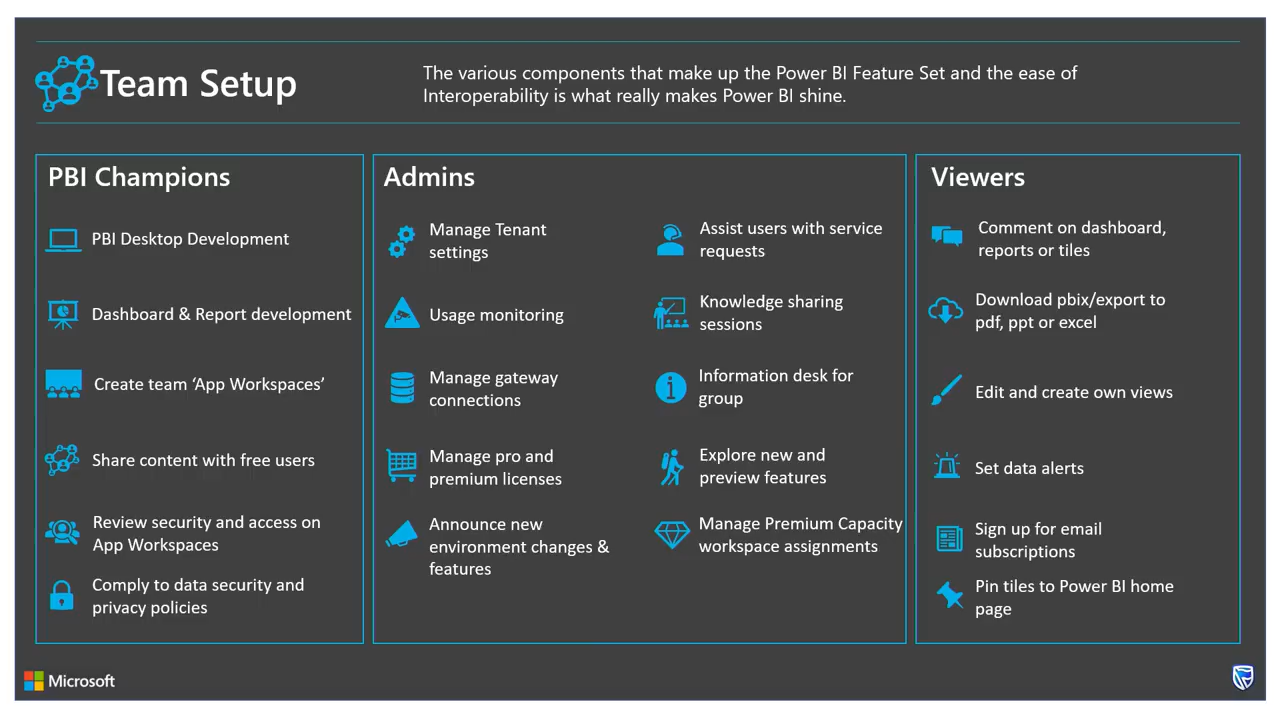 Team Setup
The various components that make up the Power BI Feature Set and the ease of
Interoperability is what really makes Power BI shine.
PBI Champions
PBI Desktop Development
Dashboard & Report development
Create team ‘App Workspaces’
Share content with free users
Review security and access on
App Workspaces
Comply to data security and
privacy policies
Admins
Manage Tenant
settings
Usage monitoring
Manage gateway
connections
Manage pro and
premium licenses
Announce new
environment changes &
features
Assist users with service
requests
Knowledge sharing
sessions
Information desk for
group
Explore new and
preview features
Manage Premium Capacity
workspace assignments
Viewers
Comment on dashboard,
reports or tiles
Download pbix/export to
pdf, ppt or excel
Edit and create own views
Set data alerts
Sign up for email
subscriptions
Pin tiles to Power BI home
page
Microsoft